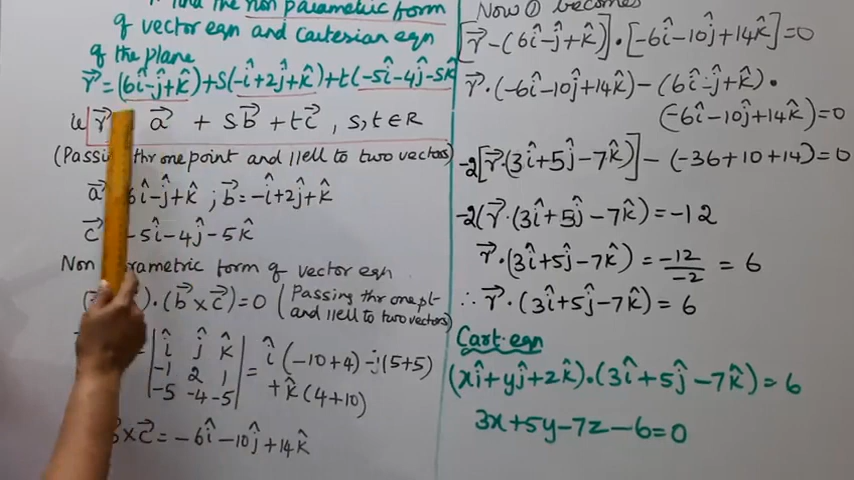 Find the non parametric form
of vector eqn and cartesian eqn
of the plane
r⃗=(6î-ĵ+k̂)+s(-î+2ĵ+k̂)+t(-5î-4ĵ-5k̂
ie r⃗ a⃗ + sb⃗ + tc⃗ , s,t∈R
(Passing thr one point and ||ell to two vectors)
a⃗ 6î-ĵ+k̂ ; b⃗=-î+2ĵ+k̂
c⃗ -5î-4ĵ-5k̂
Non parametric form of vector eqn
).(b⃗×c⃗)=0 (Passing thr one pt-
and ||ell to two vectors)
| î ĵ k̂ |
| -1 2 1 | = î(-10+4)-ĵ(5+5)
| -5 -4 -5 | +k̂(4+10)
×c⃗=-6î-10ĵ+14k̂
Now ① becomes
[r⃗-(6î-ĵ+k̂)]•[-6î-10ĵ+14k̂]=0
r⃗•(-6î-10ĵ+14k̂)-(6î-ĵ+k̂)•
(-6î-10ĵ+14k̂)=0
-2[r⃗(3î+5ĵ-7k̂)]-(-36+10+14)=0
-2(r⃗•(3î+5ĵ-7k̂)=-12
r⃗•(3î+5ĵ-7k̂)=-12/-2 = 6
∴ r⃗•(3î+5ĵ-7k̂)=6
Cart.eqn
(xî+yĵ+zk̂)•(3î+5ĵ-7k̂)=6
3x+5y-7z-6=0